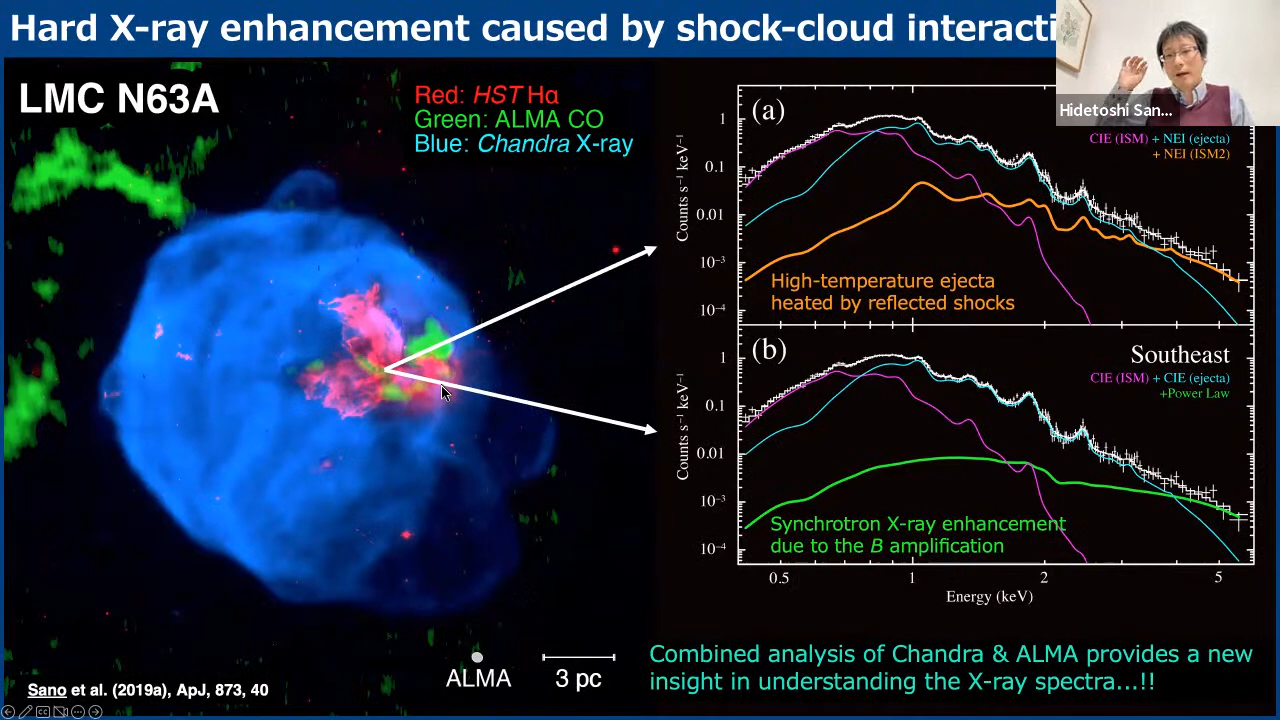 Hard X-ray enhancement caused by shock-cloud interacti
Hidetoshi San...
LMC N63A
Red: HST Hα
Green: ALMA CO
Blue: Chandra X-ray
(a)
CIE (ISM) + NEI (ejecta)
+ NEI (ISM2)
Counts s⁻¹ keV⁻¹
1
0.1
0.01
10⁻³
10⁻⁴
High-temperature ejecta
heated by reflected shocks
(b)
Southeast
CIE (ISM) + CIE (ejecta)
+Power Law
Counts s⁻¹ keV⁻¹
1
0.1
0.01
10⁻³
10⁻⁴
Synchrotron X-ray enhancement
due to the B amplification
0.5 1 2 5
Energy (keV)
ALMA
3 pc
Combined analysis of Chandra & ALMA provides a new
insight in understanding the X-ray spectra...!!
Sano et al. (2019a), ApJ, 873, 40